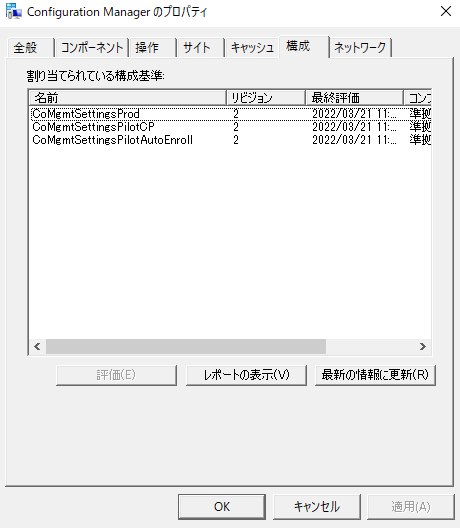 Configuration Manager のプロパティ
全般 コンポーネント 操作 サイト キャッシュ 構成 ネットワーク
割り当てられている構成基準:
名前 リビジョン 最終評価 コンプ
CoMgmtSettingsProd 2 2022/03/21 11:... 準拠
CoMgmtSettingsPilotCP 2 2022/03/21 11:... 準拠
CoMgmtSettingsPilotAutoEnroll 2 2022/03/21 11:... 準拠
評価(E) レポートの表示(V) 最新の情報に更新(R)
OK キャンセル 適用(A)